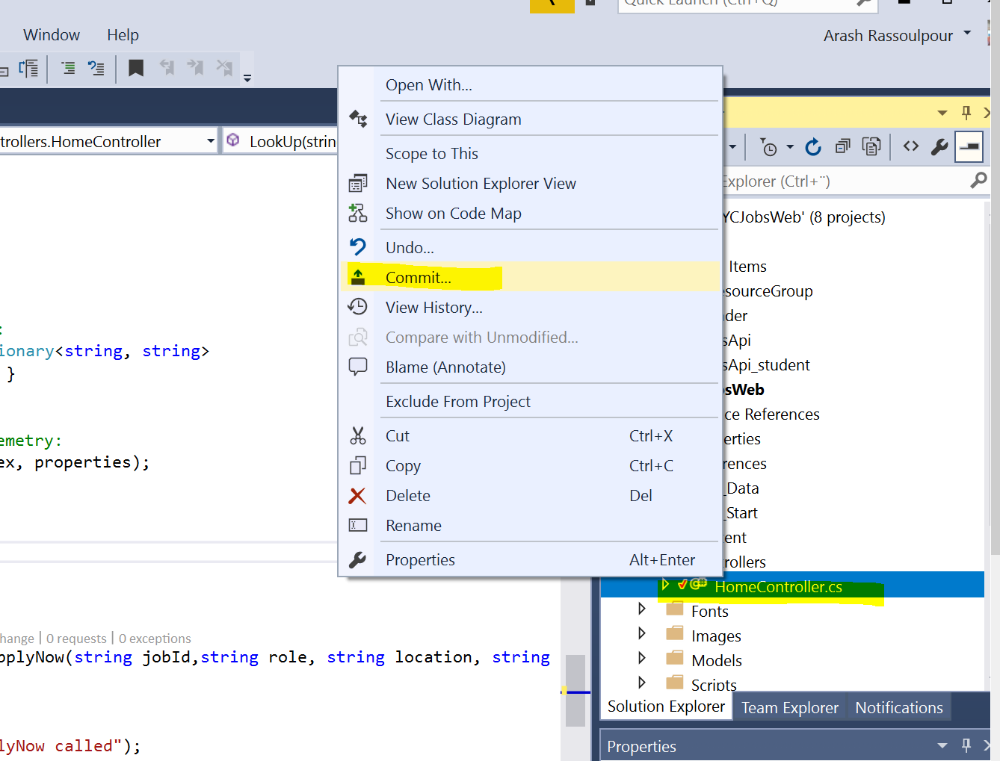 Quick Launch (Ctrl+Q)
Window Help
Arash Rassoulpour
trollers.HomeController
LookUp(strin
Open With...
View Class Diagram
Scope to This
New Solution Explorer View
Show on Code Map
Undo...
Commit...
View History...
Compare with Unmodified...
Blame (Annotate)
Exclude From Project
Cut Ctrl+X
Copy Ctrl+C
Delete Del
Rename
Properties Alt+Enter
Explorer (Ctrl+¨)
YCJobsWeb' (8 projects)
Items
esourceGroup
der
sApi
sApi_student
sWeb
ce References
erties
rences
_Data
_Start
ent
rollers
HomeController.cs
Fonts
Images
Models
Scripts
Solution Explorer Team Explorer Notifications
Properties
:
ionary<string, string>
}
emetry:
ex, properties);
hange | 0 requests | 0 exceptions
pplyNow(string jobId,string role, string location, string
lyNow called");